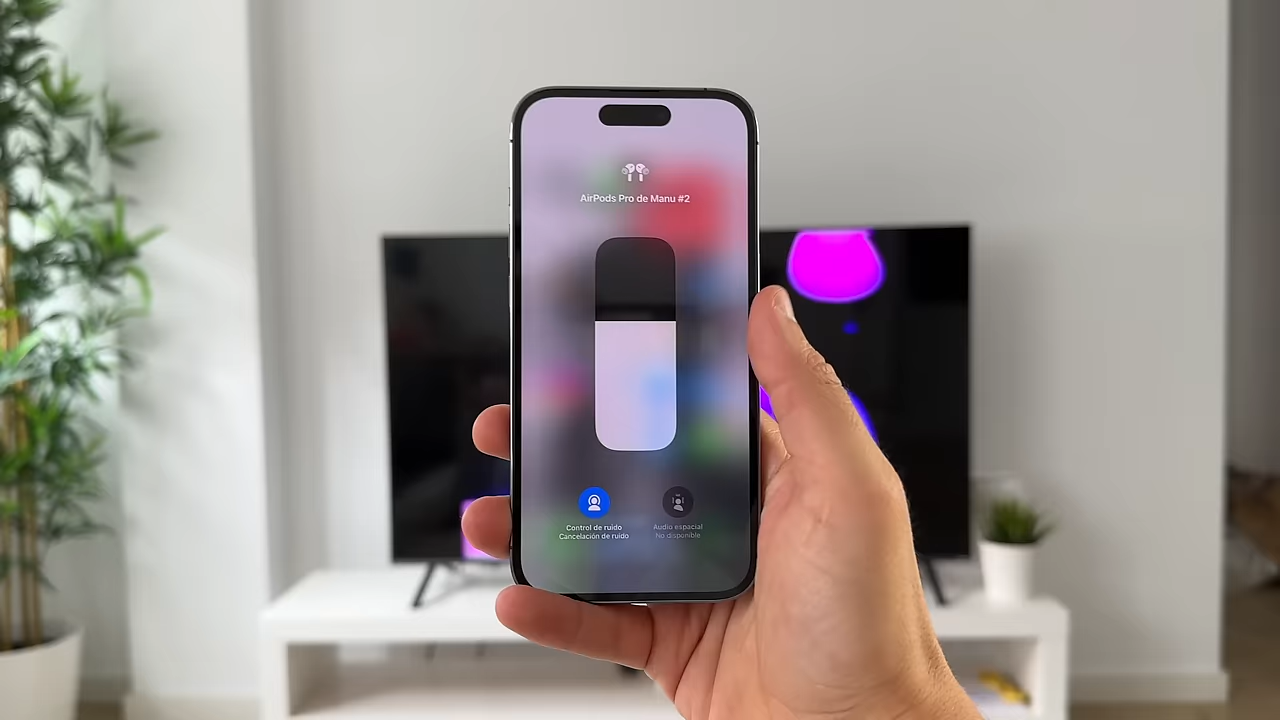 AirPods Pro de Manu #2
Control de ruido
Cancelación de ruido
Audio espacial
No disponible